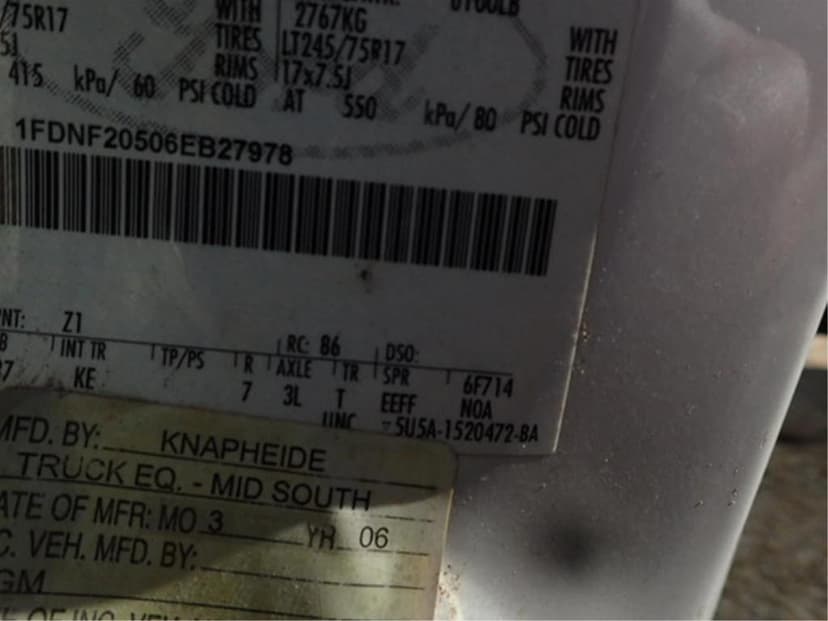 /75R17 WITH 2767KG WITH
5J TIRES LT245/75R17 TIRES
RIMS 17x7.5J RIMS
415 kPa/ 60 PSI COLD AT 550 kPa/ 80 PSI COLD
1FDNF20506EB27978
NT: Z1
RC: 86 DSO:
B INT TR TP/PS R AXLE TR SPR 6F714
7 KE 7 3L T EEFF NOA
UNC 5U5A-1520472-BA
MFD. BY: KNAPHEIDE
TRUCK EQ. - MID SOUTH
ATE OF MFR: MO 3 YR 06
C. VEH. MFD. BY:
GM